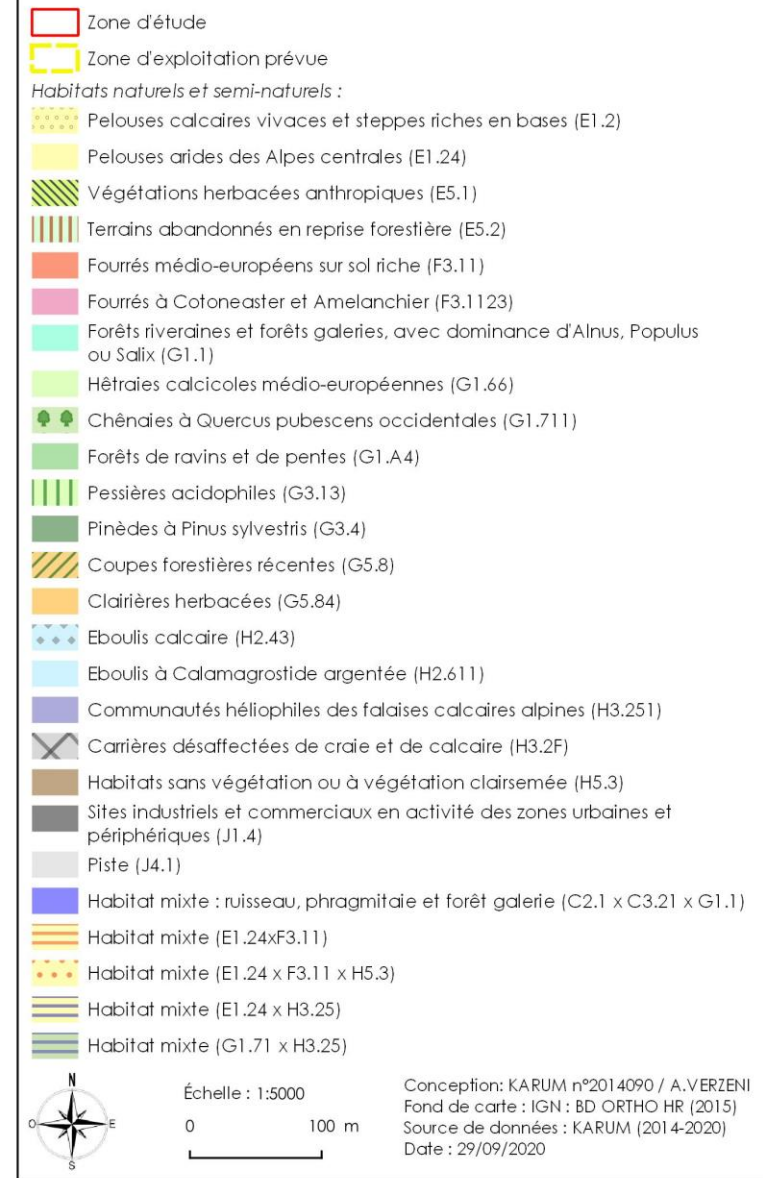 Zone d'étude
Zone d'exploitation prévue
Habitats naturels et semi-naturels :
Pelouses calcaires vivaces et steppes riches en bases (E1.2)
Pelouses arides des Alpes centrales (E1.24)
Végétations herbacées anthropiques (E5.1)
Terrains abandonnés en reprise forestière (E5.2)
Fourrés médio-européens sur sol riche (F3.11)
Fourrés à Cotoneaster et Amelanchier (F3.1123)
Forêts riveraines et forêts galeries, avec dominance d'Alnus, Populus
ou Salix (G1.1)
Hêtraies calcicoles médio-européennes (G1.66)
Chênaies à Quercus pubescens occidentales (G1.711)
Forêts de ravins et de pentes (G1.A4)
Pessières acidophiles (G3.13)
Pinèdes à Pinus sylvestris (G3.4)
Coupes forestières récentes (G5.8)
Clairières herbacées (G5.84)
Eboulis calcaire (H2.43)
Eboulis à Calamagrostide argentée (H2.611)
Communautés héliophiles des falaises calcaires alpines (H3.251)
Carrières désaffectées de craie et de calcaire (H3.2F)
Habitats sans végétation ou à végétation clairsemée (H5.3)
Sites industriels et commerciaux en activité des zones urbaines et
périphériques (J1.4)
Piste (J4.1)
Habitat mixte : ruisseau, phragmitaie et forêt galerie (C2.1 x C3.21 x G1.1)
Habitat mixte (E1.24xF3.11)
Habitat mixte (E1.24 x F3.11 x H5.3)
Habitat mixte (E1.24 x H3.25)
Habitat mixte (G1.71 x H3.25)
N
O E
S
Échelle : 1:5000
0 100 m
Conception: KARUM n°2014090 / A.VERZENI
Fond de carte : IGN : BD ORTHO HR (2015)
Source de données : KARUM (2014-2020)
Date : 29/09/2020